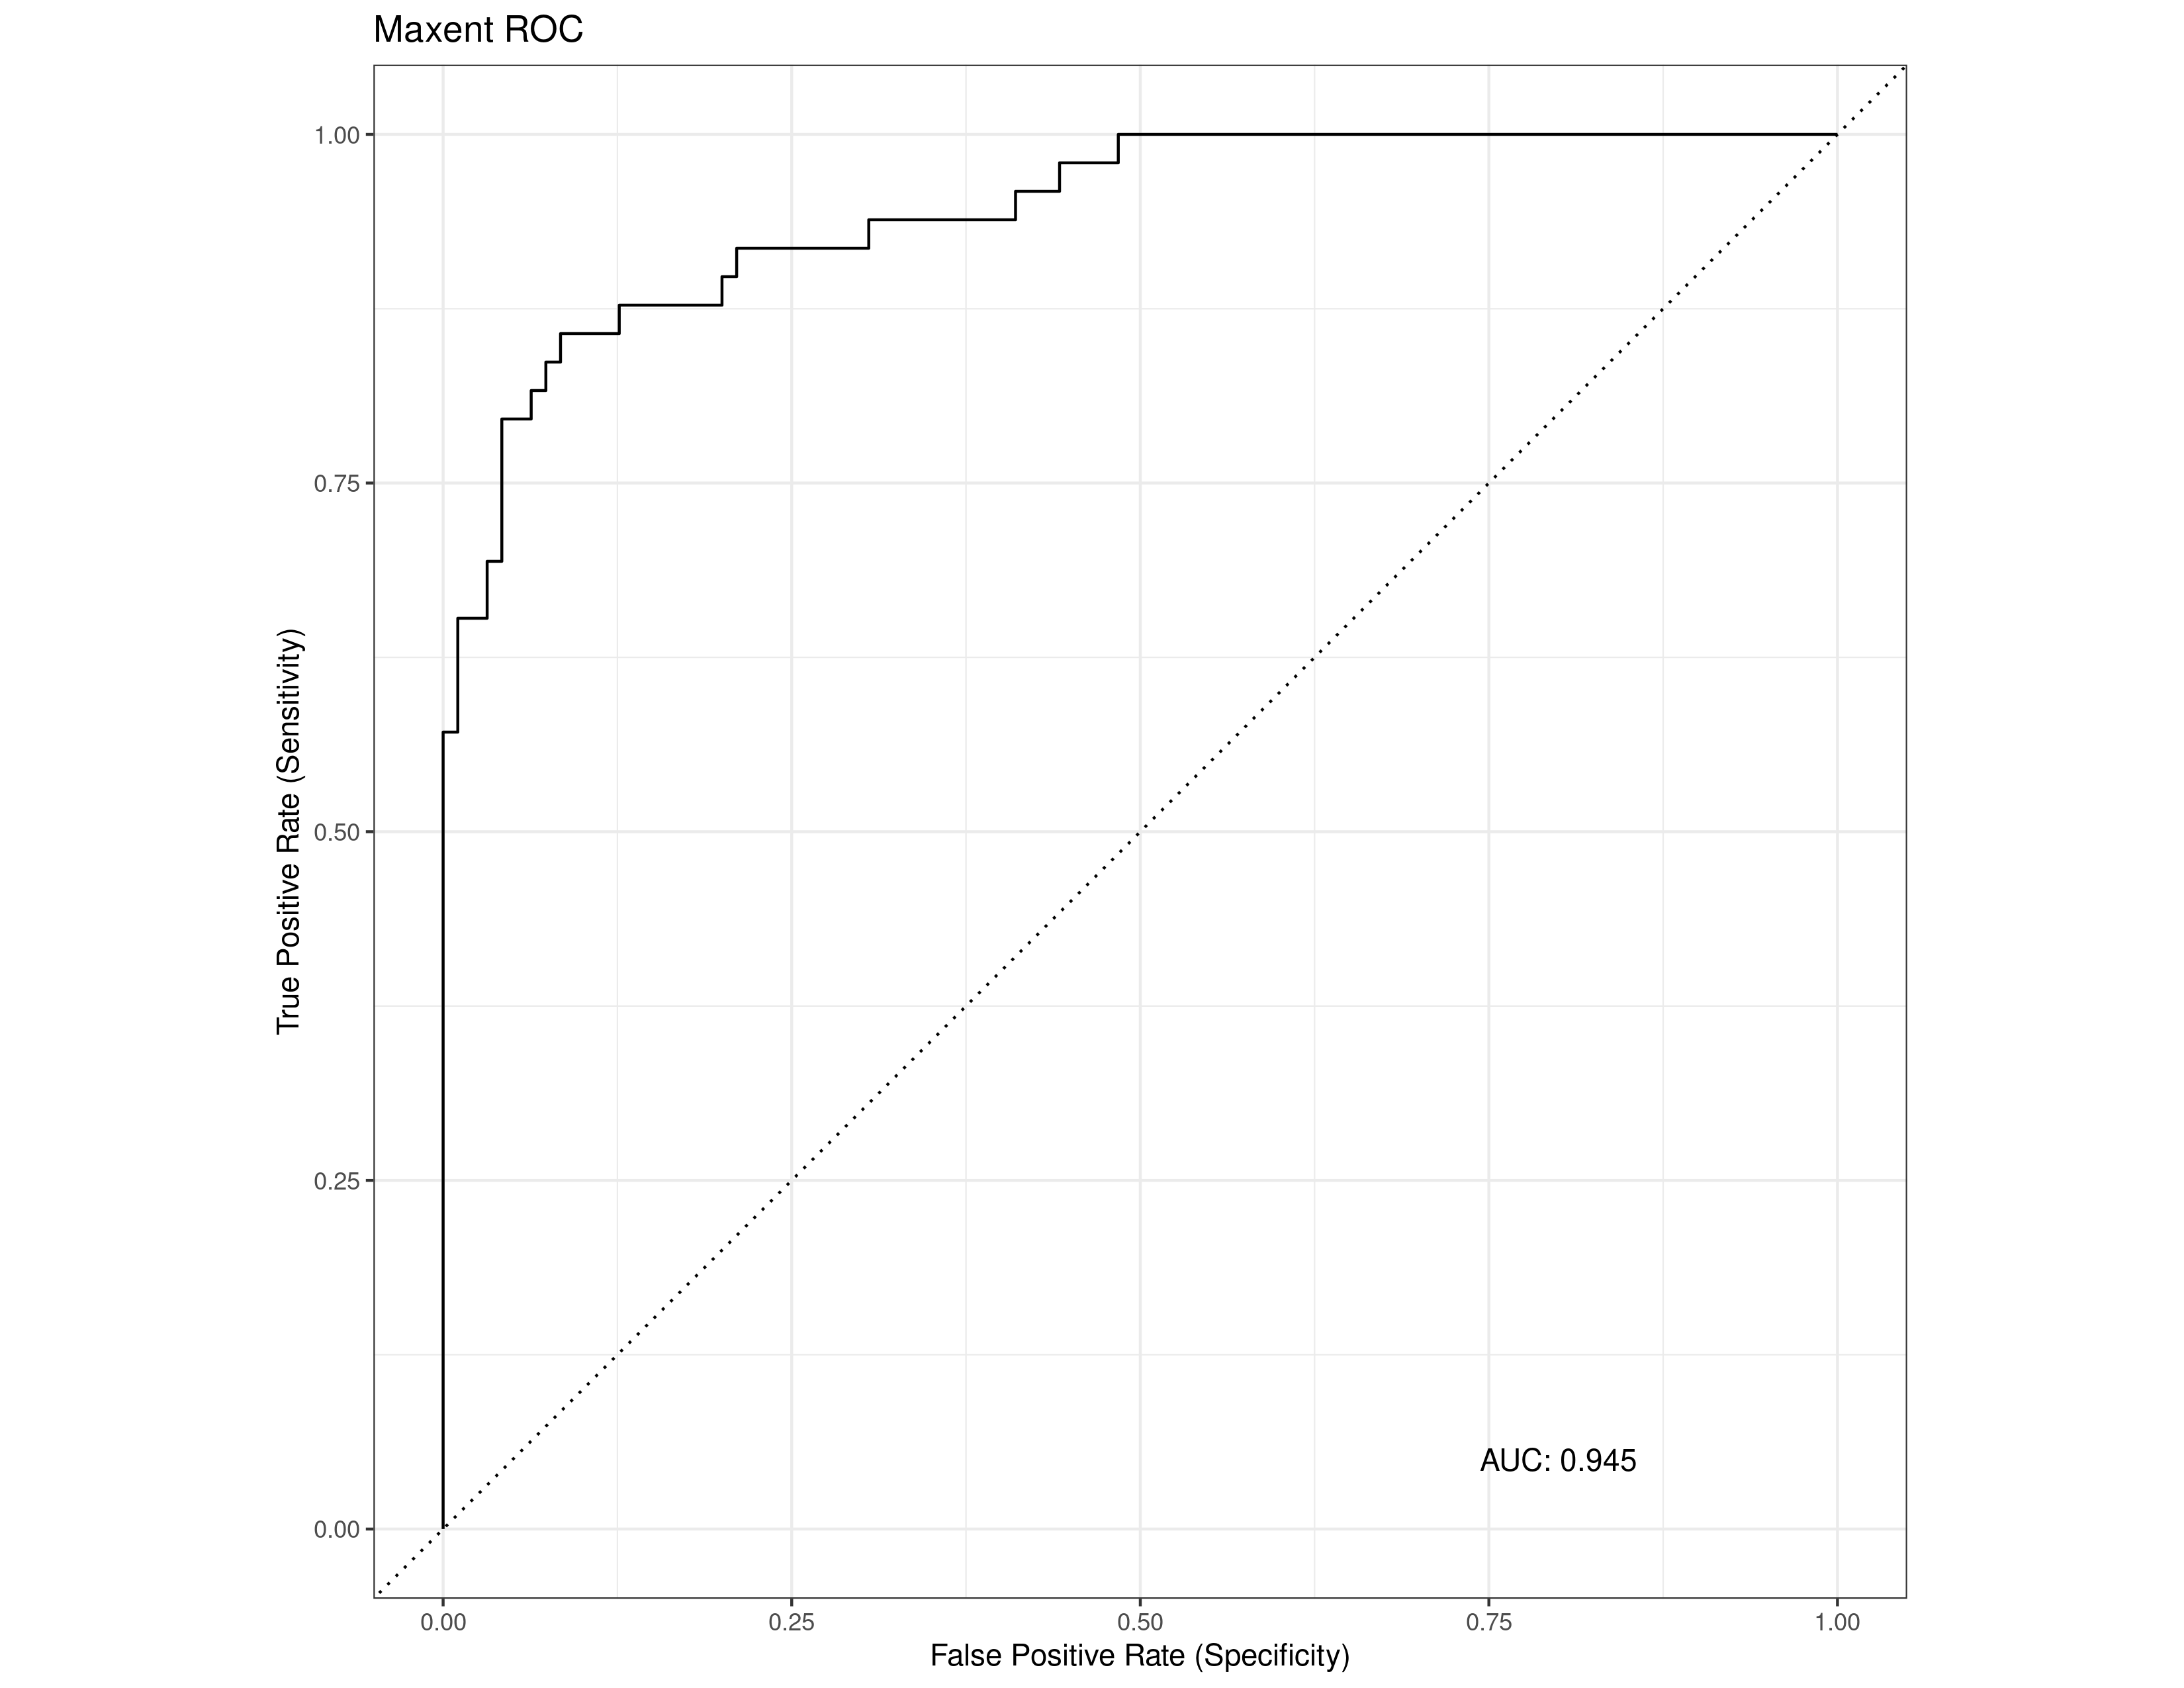 Maxent ROC
True Positive Rate (Sensitivity)
1.00
0.75
0.50
0.25
0.00
AUC: 0.945
0.00 0.25 0.50 0.75 1.00
False Positive Rate (Specificity)